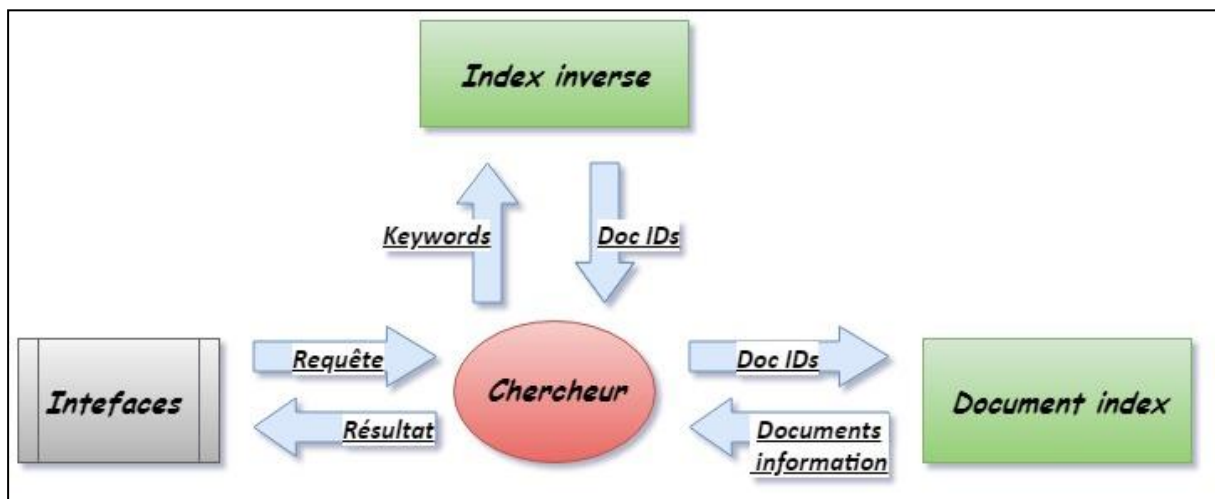 Index inverse
Keywords
Doc IDs
Intefaces
Requête
Résultat
Chercheur
Doc IDs
Documents
information
Document index